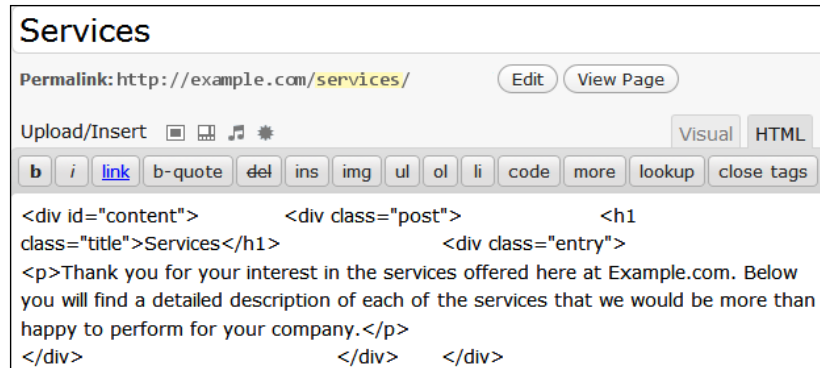 Services
Permalink: http://example.com/services/ Edit View Page
Upload/Insert Visual HTML
b i link b-quote del ins img ul ol li code more lookup close tags
<div id="content"> <div class="post"> <h1
class="title">Services</h1> <div class="entry">
<p>Thank you for your interest in the services offered here at Example.com. Below
you will find a detailed description of each of the services that we would be more than
happy to perform for your company.</p>
</div> </div> </div>